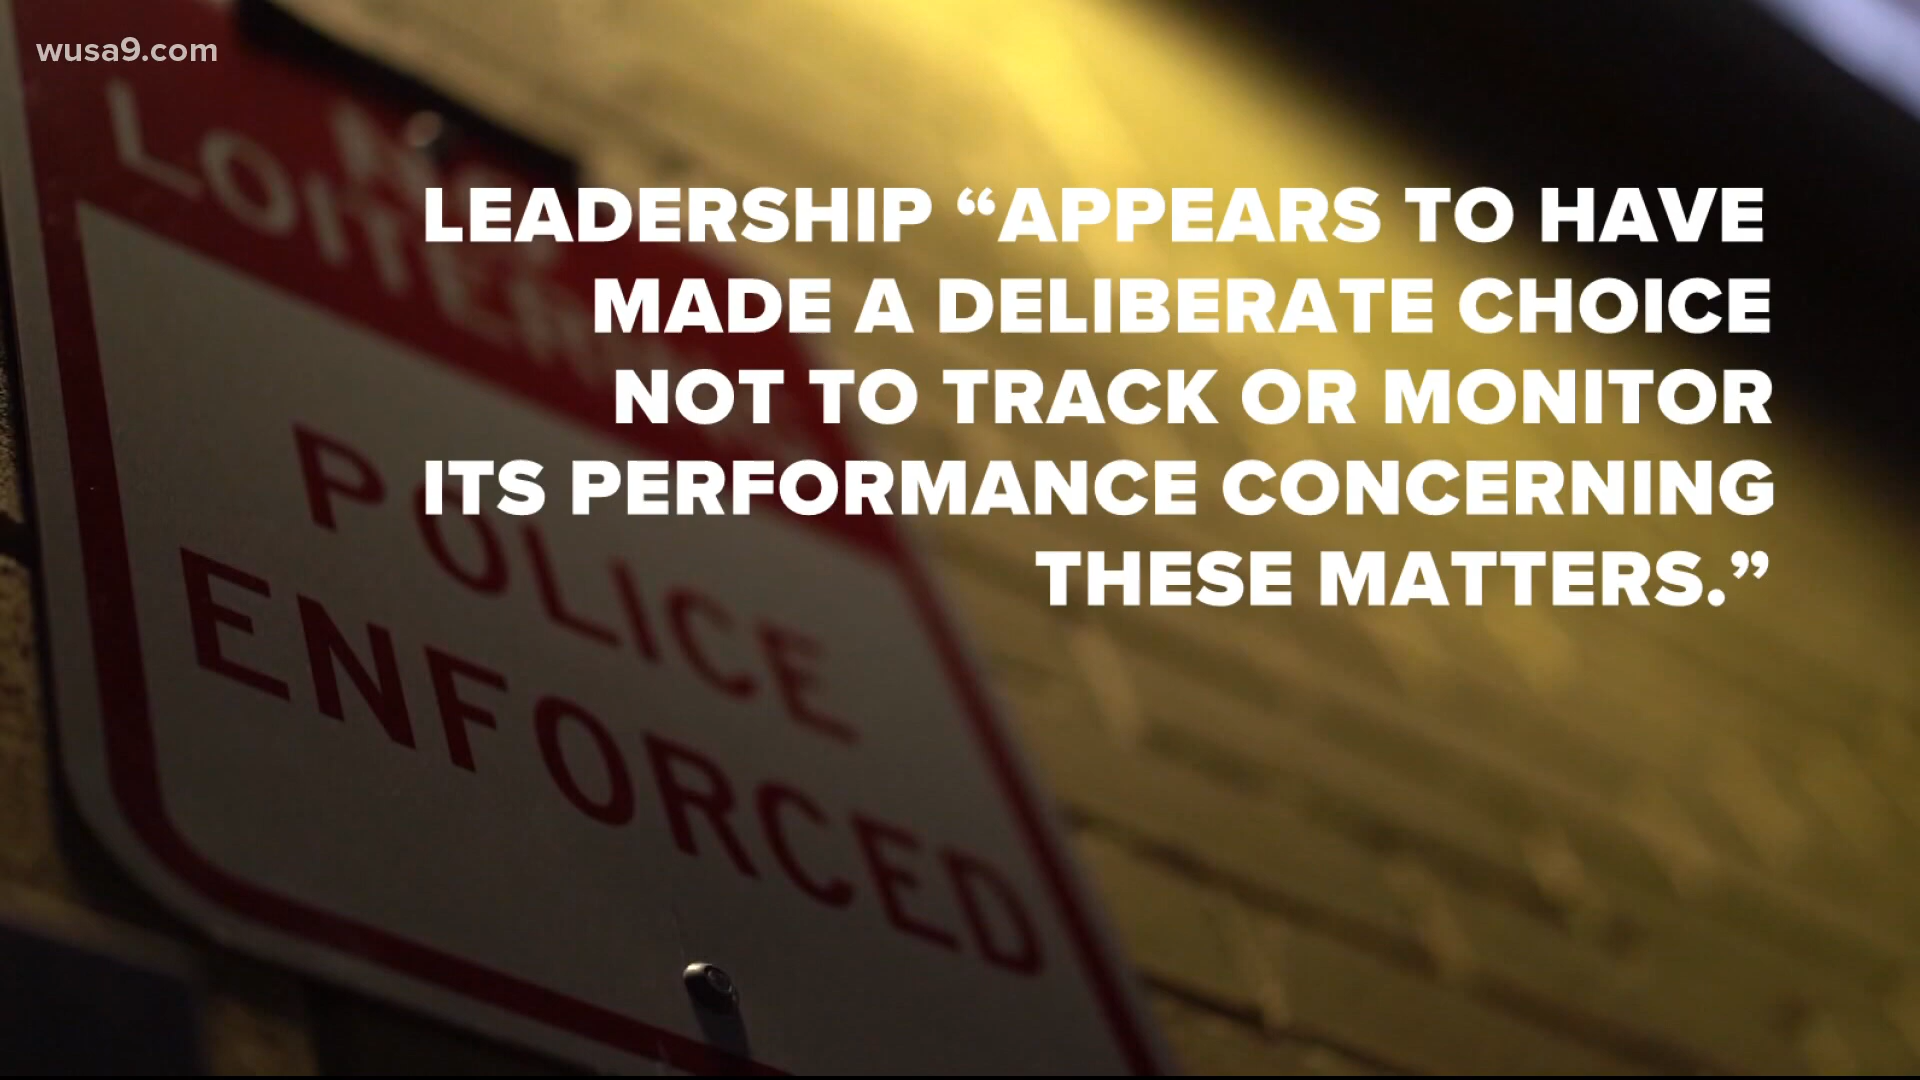 wusa9.com
LOITERING
LEADERSHIP “APPEARS TO HAVE
MADE A DELIBERATE CHOICE
NOT TO TRACK OR MONITOR
ITS PERFORMANCE CONCERNING
THESE MATTERS.”
POLICE
ENFORCED